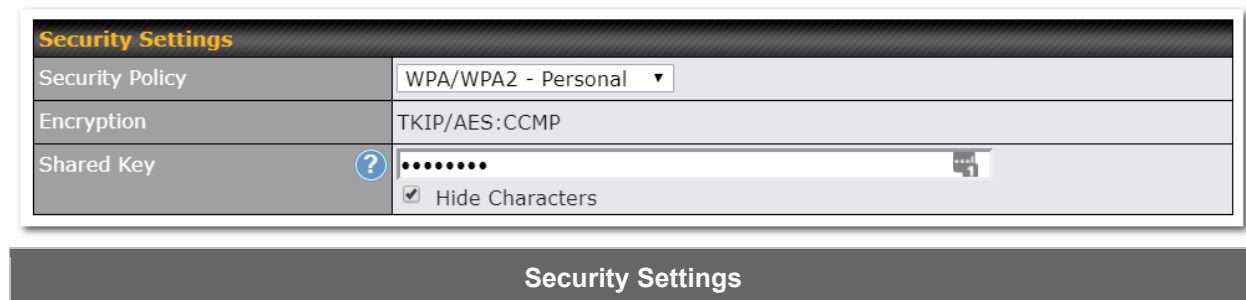 Security Settings
Security Policy WPA/WPA2 - Personal
Encryption TKIP/AES:CCMP
Shared Key ? ••••••••
Hide Characters
Security Settings